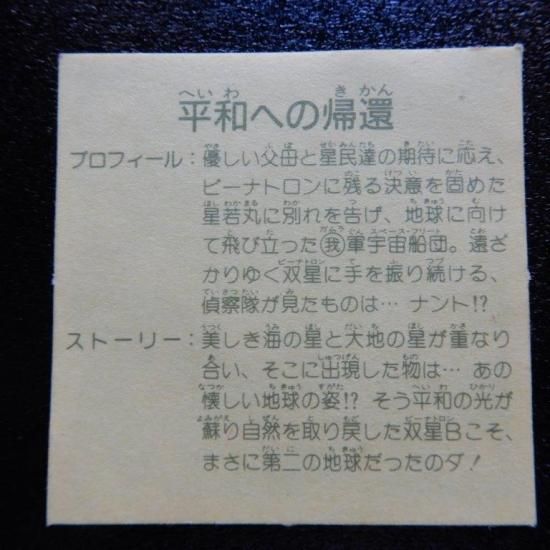 平和への帰還
プロフィール：優しい父母と星民達の期待に応え、
ビーナトロンに残る決意を固めた
星若丸に別れを告げ、地球に向け
て飛び立った我軍宇宙船団。遠ざ
かりゆく双星に手を振り続ける、
偵察隊が見たものは… ナント!?
ストーリー：美しき海の星と大地の星が重なり
合い、そこに出現した物は… あの
懐しい地球の姿!? そう平和の光が
蘇り自然を取り戻した双星Bこそ、
まさに第二の地球だったのダ！